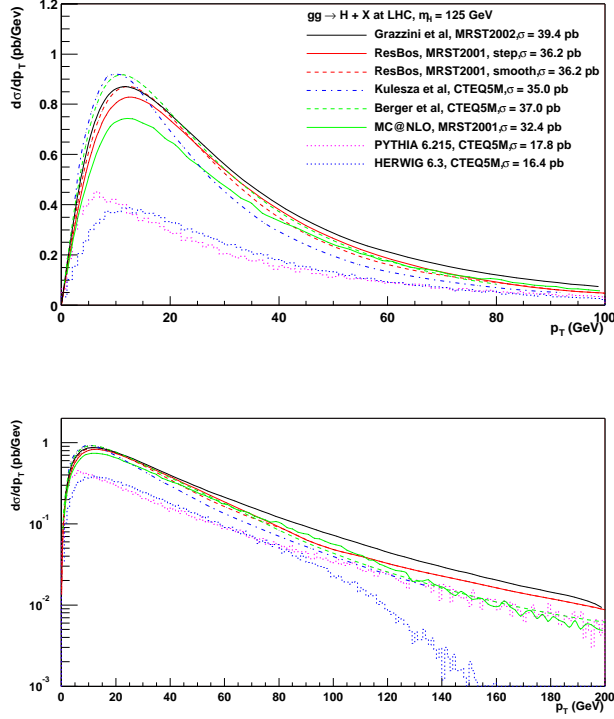 gg → H + X at LHC, m_H = 125 GeV
Grazzini et al, MRST2002,σ = 39.4 pb
ResBos, MRST2001, step,σ = 36.2 pb
ResBos, MRST2001, smooth,σ = 36.2 pb
Kulesza et al, CTEQ5M,σ = 35.0 pb
Berger et al, CTEQ5M,σ = 37.0 pb
MC@NLO, MRST2001,σ = 32.4 pb
PYTHIA 6.215, CTEQ5M,σ = 17.8 pb
HERWIG 6.3, CTEQ5M,σ = 16.4 pb
dσ/dp_T (pb/Gev)
1.2
1
0.8
0.6
0.4
0.2
0
0 20 40 60 80 100
p_T (GeV)
dσ/dp_T (pb/Gev)
1
10^-1
10^-2
10^-3
0 20 40 60 80 100 120 140 160 180 200
p_T (GeV)